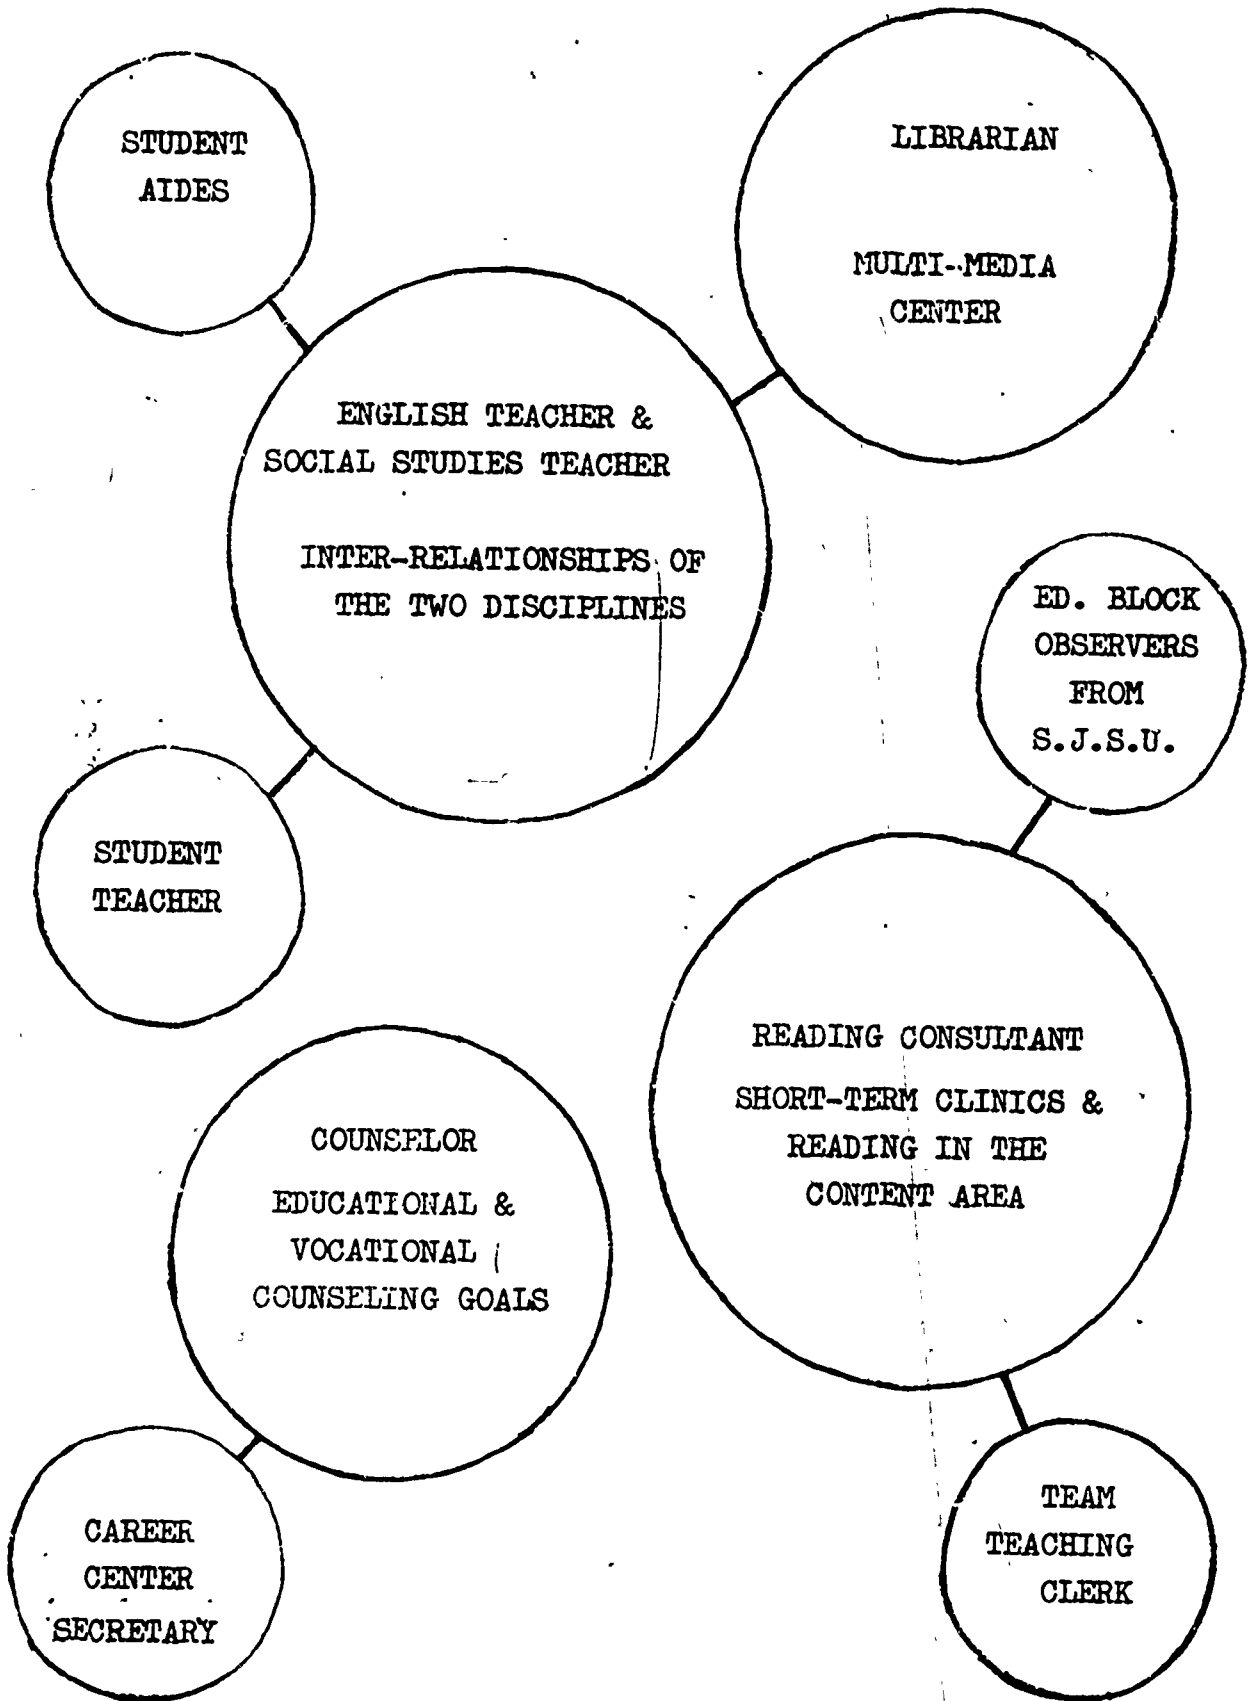 STUDENT
AIDES
LIBRARIAN
MULTI-MEDIA
CENTER
ENGLISH TEACHER &
SOCIAL STUDIES TEACHER
INTER-RELATIONSHIPS OF
THE TWO DISCIPLINES
ED. BLOCK
OBSERVERS
FROM
S.J.S.U.
STUDENT
TEACHER
READING CONSULTANT
SHORT-TERM CLINICS &
READING IN THE
CONTENT AREA
COUNSELOR
EDUCATIONAL &
VOCATIONAL
COUNSELING GOALS
CAREER
CENTER
SECRETARY
TEAM
TEACHING
CLERK